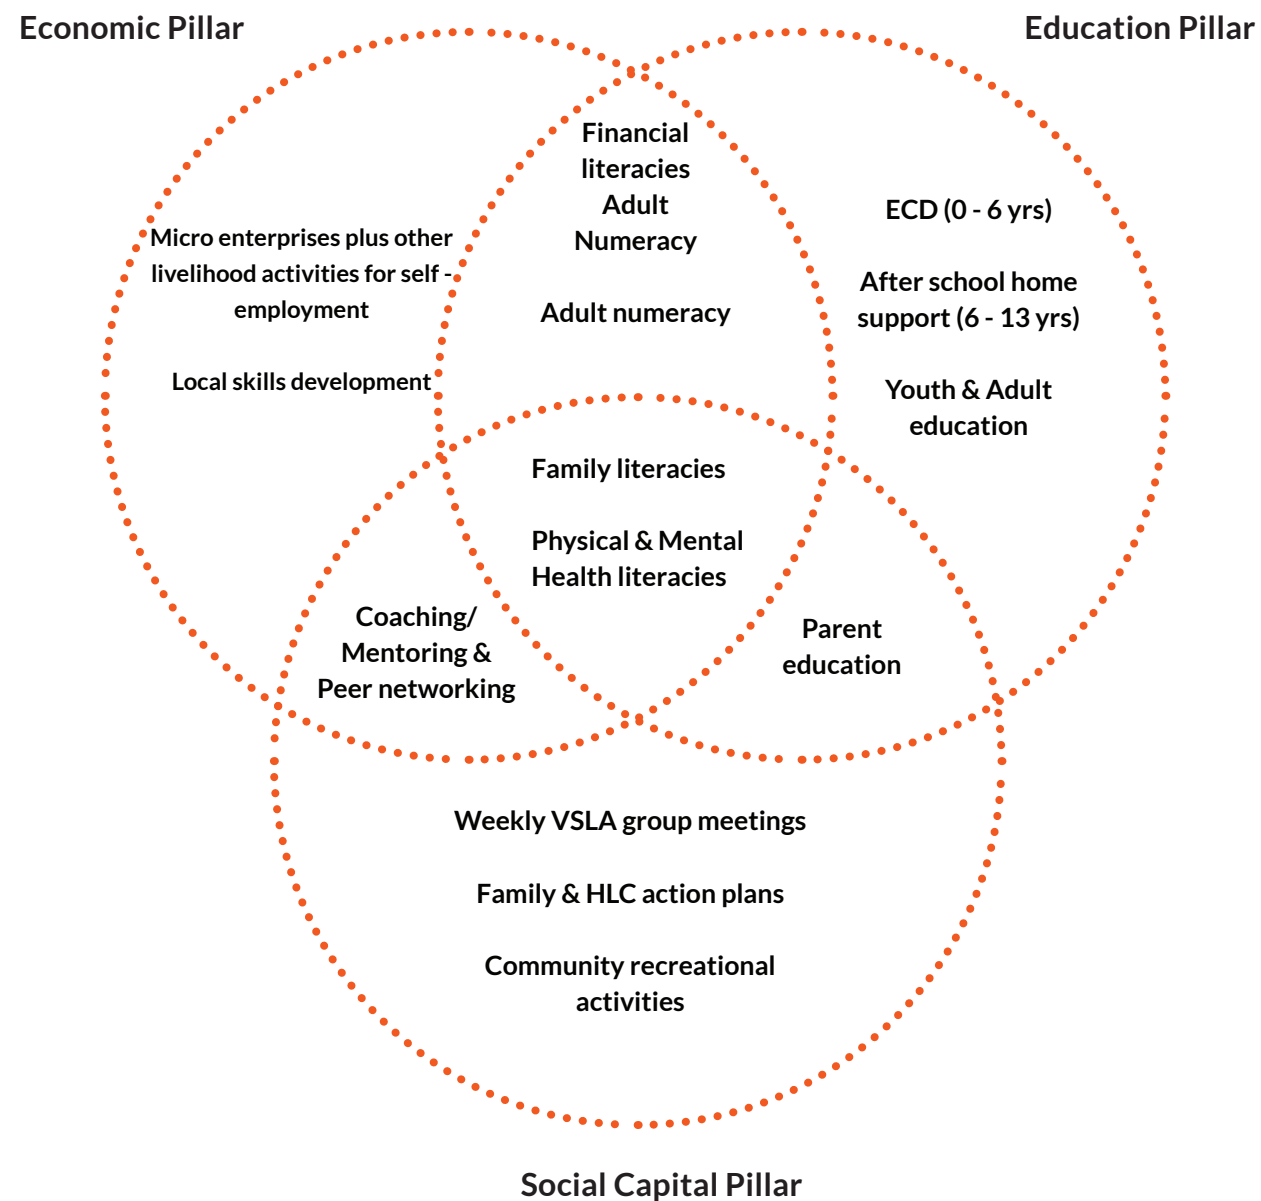 Economic Pillar
Education Pillar
Financial
literacies
Adult
Numeracy
Adult numeracy
Micro enterprises plus other
livelihood activities for self -
employment
Local skills development
ECD (0 - 6 yrs)
After school home
support (6 - 13 yrs)
Youth & Adult
education
Family literacies
Physical & Mental
Health literacies
Coaching/
Mentoring &
Peer networking
Parent
education
Weekly VSLA group meetings
Family & HLC action plans
Community recreational
activities
Social Capital Pillar